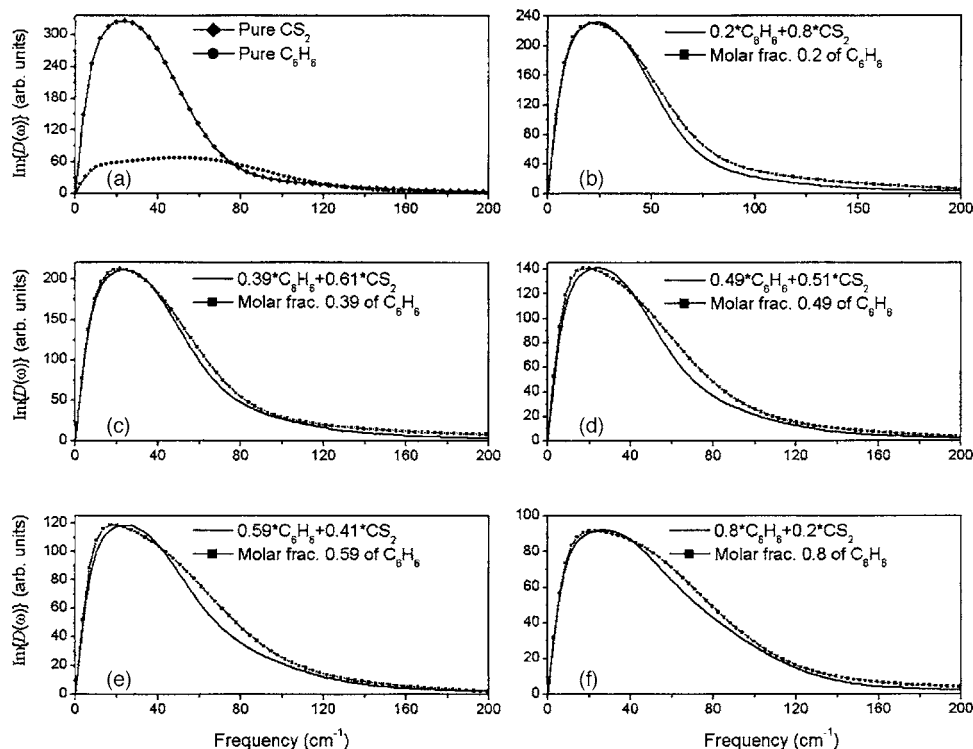 Im{D(ω)} (arb. units)
330
300
240
180
120
60
0
Pure CS₂
Pure C₆H₆
(a)
0 40 80 120 160 200
240
200
160
120
80
40
0
0.2*C₆H₆+0.8*CS₂
Molar frac. 0.2 of C₆H₆
(b)
50 100 150 200
Im{D(ω)} (arb. units)
200
150
100
50
0
0.39*C₆H₆+0.61*CS₂
Molar frac. 0.39 of C₆H₆
(c)
0 40 80 120 160 200
140
120
100
80
60
40
20
0
0.49*C₆H₆+0.51*CS₂
Molar frac. 0.49 of C₆H₆
(d)
0 40 80 120 160 200
Im{D(ω)} (arb. units)
120
100
80
60
40
20
0
0.59*C₆H₆+0.41*CS₂
Molar frac. 0.59 of C₆H₆
(e)
0 40 80 120 160 200
Frequency (cm⁻¹)
100
80
60
40
20
0
0.8*C₆H₆+0.2*CS₂
Molar frac. 0.8 of C₆H₆
(f)
0 40 80 120 160 200
Frequency (cm⁻¹)